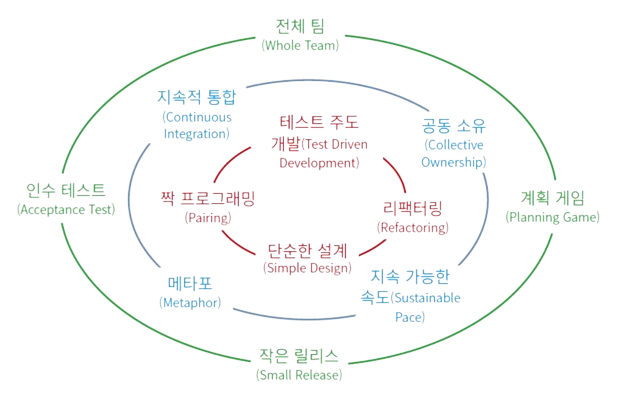 전체 팀
(Whole Team)
지속적 통합
(Continuous
Integration)
테스트 주도
개발(Test Driven
Development)
공동 소유
(Collective
Ownership)
인수 테스트
(Acceptance Test)
짝 프로그래밍
(Pairing)
리팩터링
(Refactoring)
계획 게임
(Planning Game)
단순한 설계
(Simple Design)
메타포
(Metaphor)
지속 가능한
속도(Sustainable
Pace)
작은 릴리스
(Small Release)